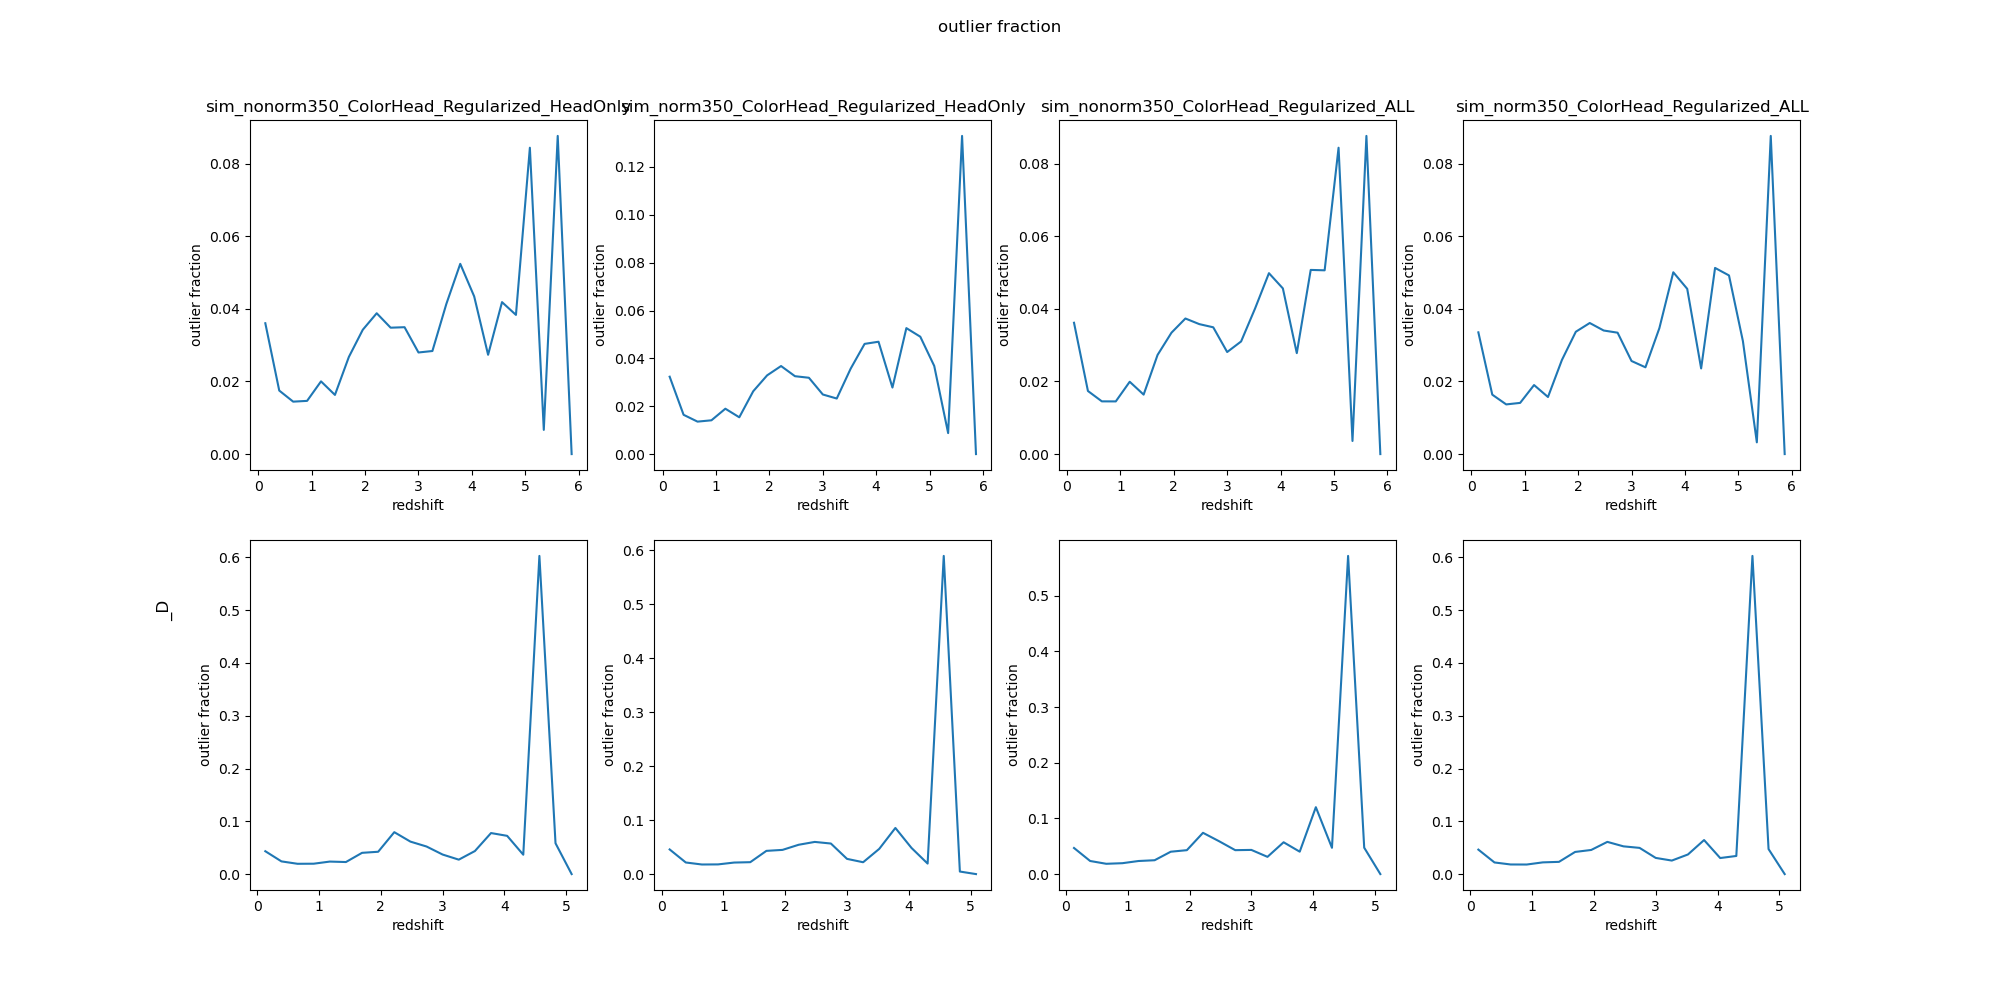 outlier fraction
sim_nonorm350_ColorHead_Regularized_HeadOnly
sim_norm350_ColorHead_Regularized_HeadOnly
sim_nonorm350_ColorHead_Regularized_ALL
sim_norm350_ColorHead_Regularized_ALL
outlier fraction
0.08
0.06
0.04
0.02
0.00
0 1 2 3 4 5 6
redshift
outlier fraction
0.12
0.10
0.08
0.06
0.04
0.02
0.00
0 1 2 3 4 5 6
redshift
outlier fraction
0.08
0.06
0.04
0.02
0.00
0 1 2 3 4 5 6
redshift
outlier fraction
0.08
0.06
0.04
0.02
0.00
0 1 2 3 4 5 6
redshift
_D
outlier fraction
0.6
0.5
0.4
0.3
0.2
0.1
0.0
0 1 2 3 4 5
redshift
outlier fraction
0.6
0.5
0.4
0.3
0.2
0.1
0.0
0 1 2 3 4 5
redshift
outlier fraction
0.5
0.4
0.3
0.2
0.1
0.0
0 1 2 3 4 5
redshift
outlier fraction
0.6
0.5
0.4
0.3
0.2
0.1
0.0
0 1 2 3 4 5
redshift